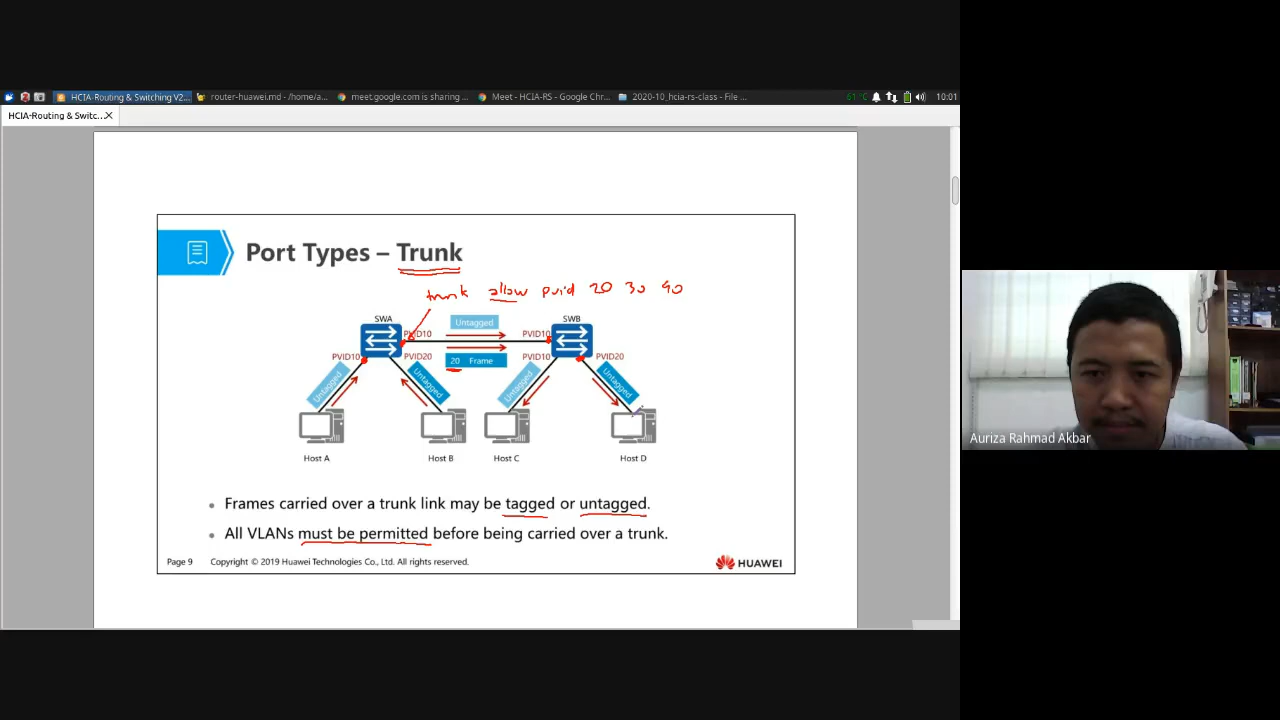 HCIA-Routing & Switching V2...
router-huawei.md - /home/a...
meet.google.com is sharing ...
Meet - HCIA-RS - Google Chr...
2020-10_hcia-rs-class - File ...
61°C
10:01
HCIA-Routing & Switc...
Port Types – Trunk
trunk allow pvid 20 30 40
SWA
SWB
Untagged
PVID10
PVID10
20 Frame
PVID10
PVID20
PVID10
PVID20
Untagged
Untagged
Untagged
Untagged
Host A
Host B
Host C
Host D
Frames carried over a trunk link may be tagged or untagged.
All VLANs must be permitted before being carried over a trunk.
Page 9
Copyright © 2019 Huawei Technologies Co., Ltd. All rights reserved.
HUAWEI
Auriza Rahmad Akbar